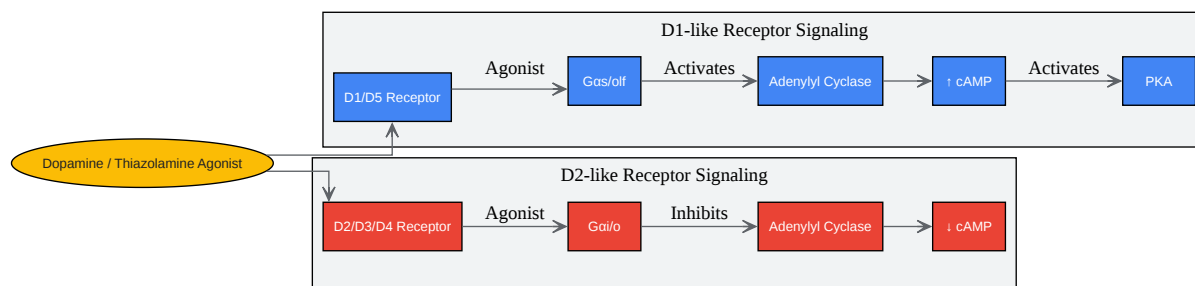 D1-like Receptor Signaling
D1/D5 Receptor
Agonist
Gαs/olf
Activates
Adenylyl Cyclase
↑ cAMP
Activates
PKA
Dopamine / Thiazolamine Agonist
D2-like Receptor Signaling
D2/D3/D4 Receptor
Agonist
Gαi/o
Inhibits
Adenylyl Cyclase
↓ cAMP